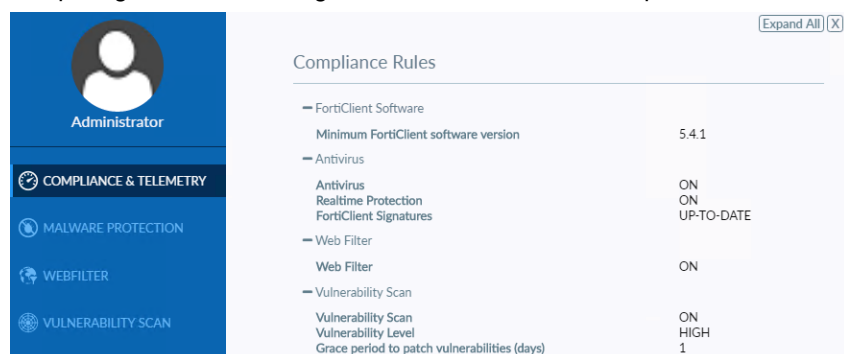 Expand All X
Compliance Rules
FortiClient Software
Minimum FortiClient software version 5.4.1
Antivirus
Antivirus ON
Realtime Protection ON
FortiClient Signatures UP-TO-DATE
Web Filter
Web Filter ON
Vulnerability Scan
Vulnerability Scan ON
Vulnerability Level HIGH
Grace period to patch vulnerabilities (days) 1
Administrator
COMPLIANCE & TELEMETRY
MALWARE PROTECTION
WEBFILTER
VULNERABILITY SCAN